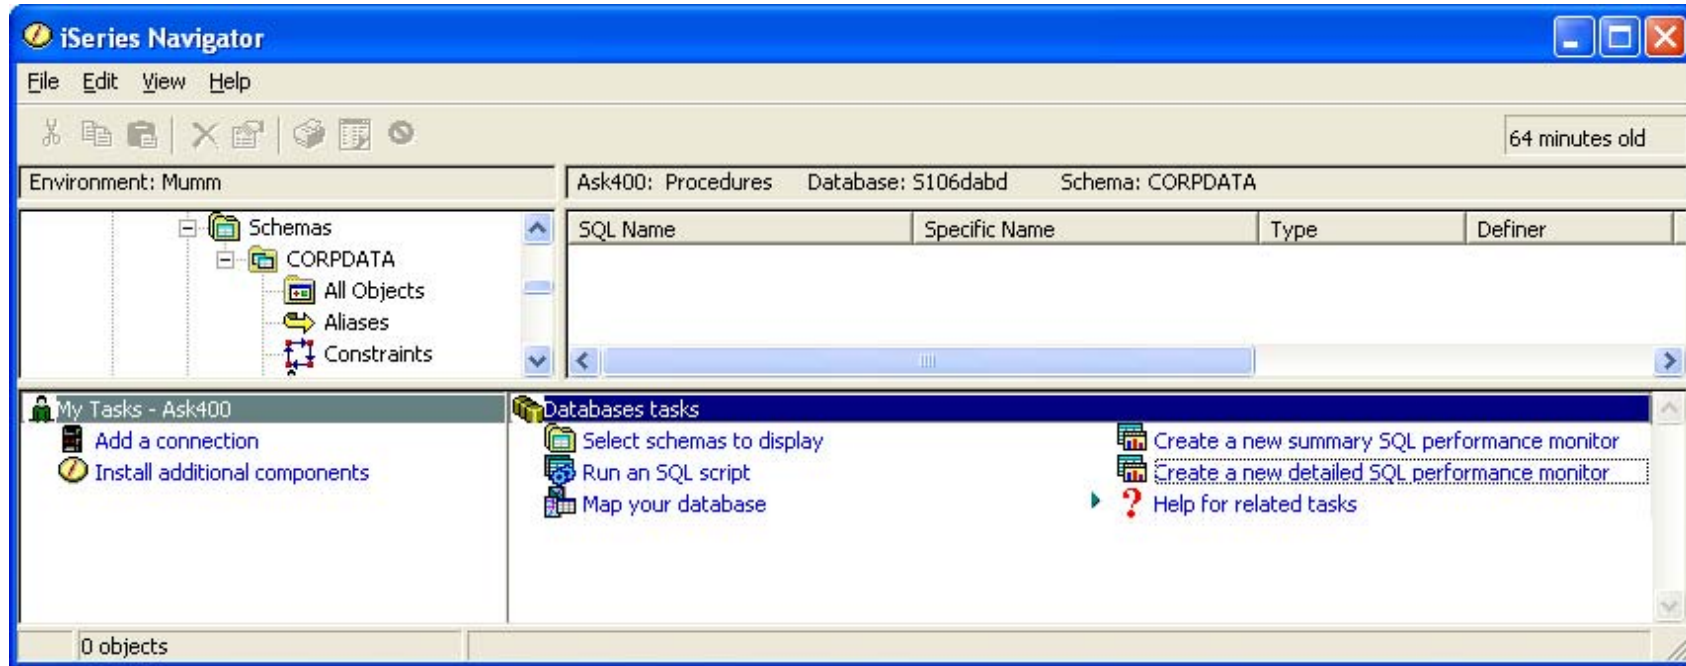 iSeries Navigator
File Edit View Help
64 minutes old
Environment: Mumm
Ask400: Procedures Database: S106dabd Schema: CORPDATA
Schemas
CORPDATA
All Objects
Aliases
Constraints
SQL Name Specific Name Type Definer
My Tasks - Ask400
Add a connection
Install additional components
Databases tasks
Select schemas to display
Run an SQL script
Map your database
Create a new summary SQL performance monitor
Create a new detailed SQL performance monitor
? Help for related tasks
0 objects